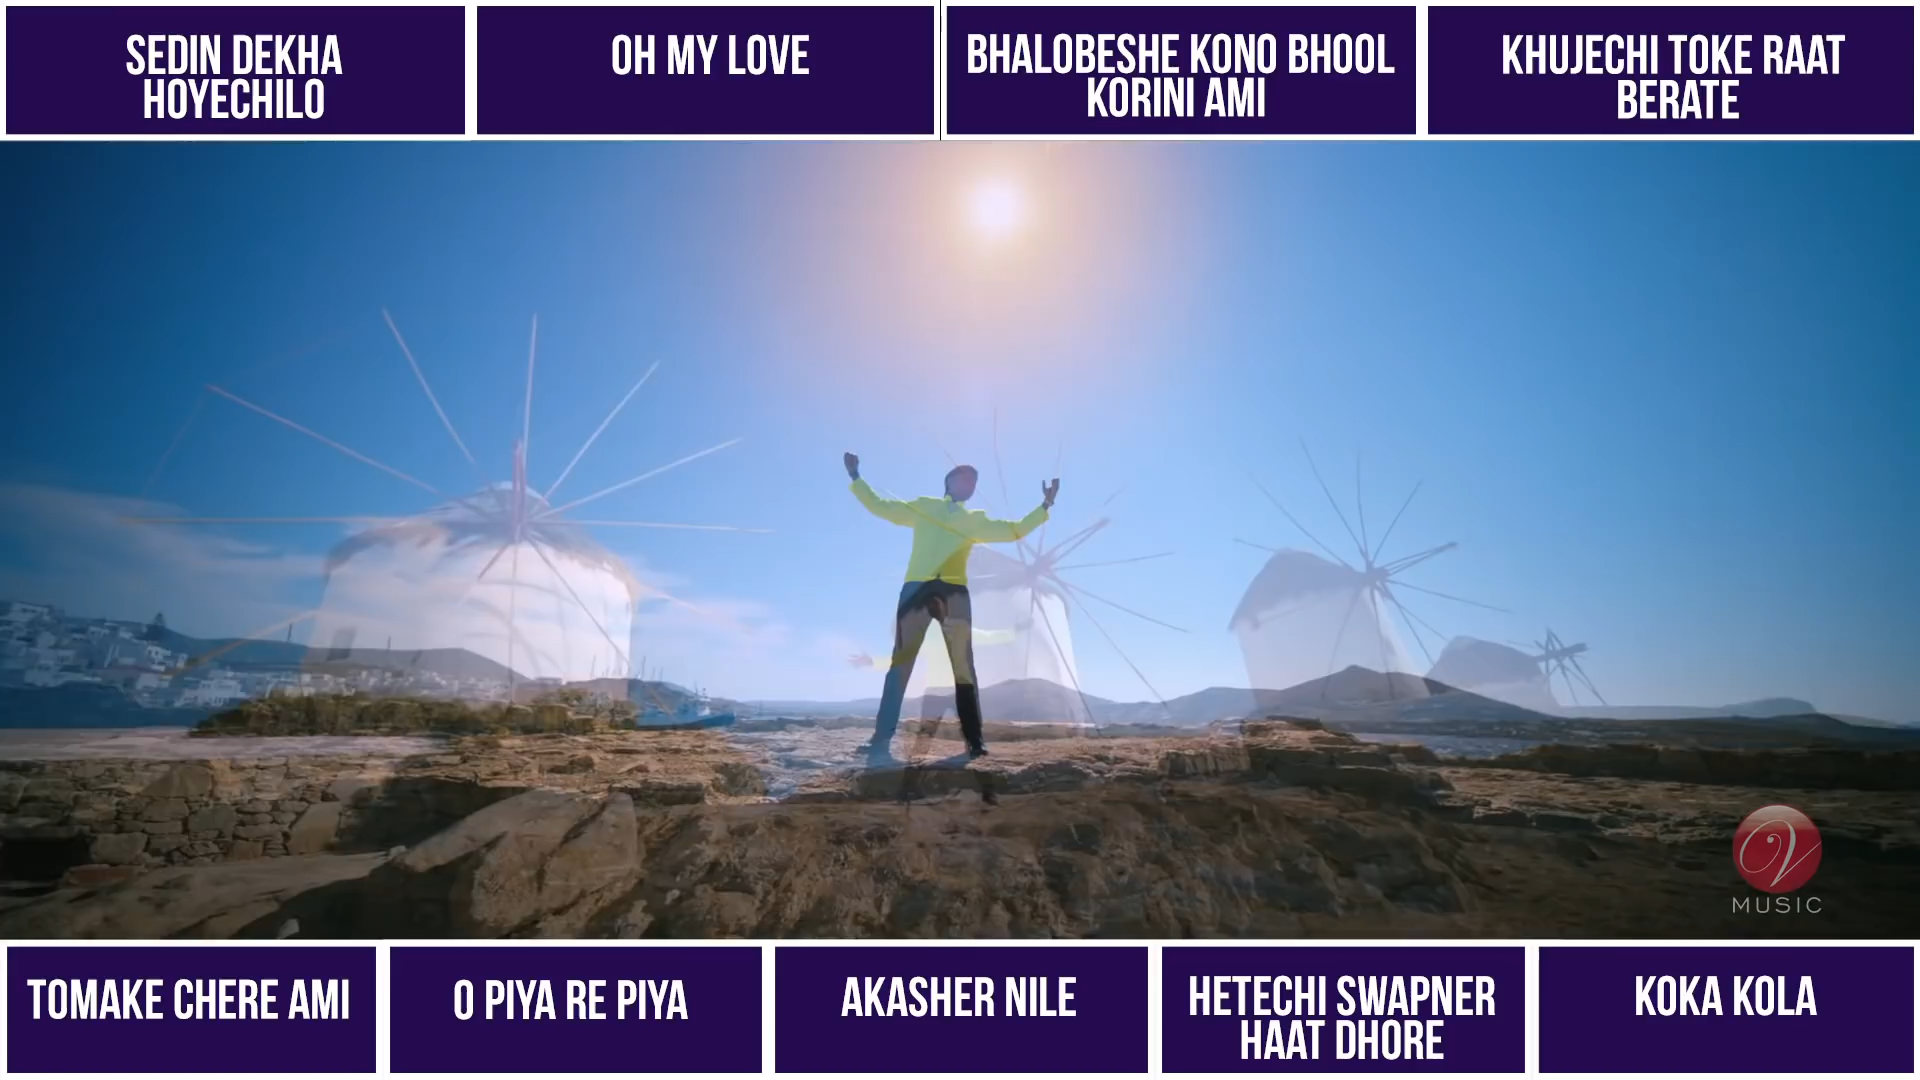 SEDIN DEKHA
HOYECHILO
OH MY LOVE
BHALOBESHE KONO BHOOL
KORINI AMI
KHUJECHI TOKE RAAT
BERATE
V
MUSIC
TOMAKE CHERE AMI
O PIYA RE PIYA
AKASHER NILE
HETECHI SWAPNER
HAAT DHORE
KOKA KOLA